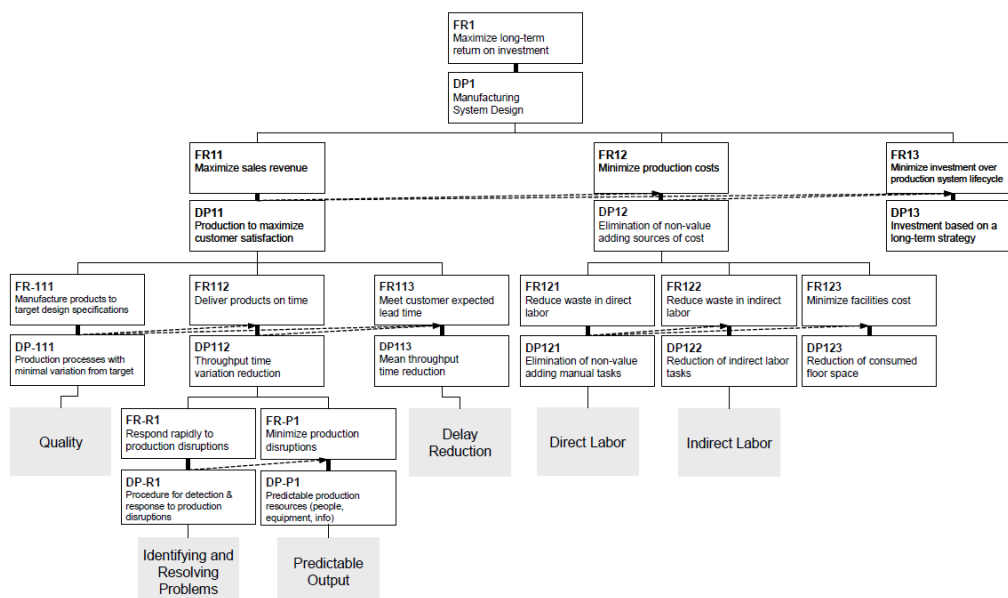 FR1
Maximize long-term
return on investment
DP1
Manufacturing
System Design
FR11
Maximize sales revenue
FR12
Minimize production costs
FR13
Minimize investment over
production system lifecycle
DP11
Production to maximize
customer satisfaction
DP12
Elimination of non-value
adding sources of cost
DP13
Investment based on a
long-term strategy
FR-111
Manufacture products to
target design specifications
FR112
Deliver products on time
FR113
Meet customer expected
lead time
FR121
Reduce waste in direct
labor
FR122
Reduce waste in indirect
labor
FR123
Minimize facilities cost
DP-111
Production processes with
minimal variation from target
DP112
Throughput time
variation reduction
DP113
Mean throughput
time reduction
DP121
Elimination of non-value
adding manual tasks
DP122
Reduction of indirect labor
tasks
DP123
Reduction of consumed
floor space
Quality
FR-R1
Respond rapidly to
production disruptions
FR-P1
Minimize production
disruptions
Delay
Reduction
Direct Labor
Indirect Labor
DP-R1
Procedure for detection &
response to production
disruptions
DP-P1
Predictable production
resources (people,
equipment, info)
Identifying and
Resolving
Problems
Predictable
Output